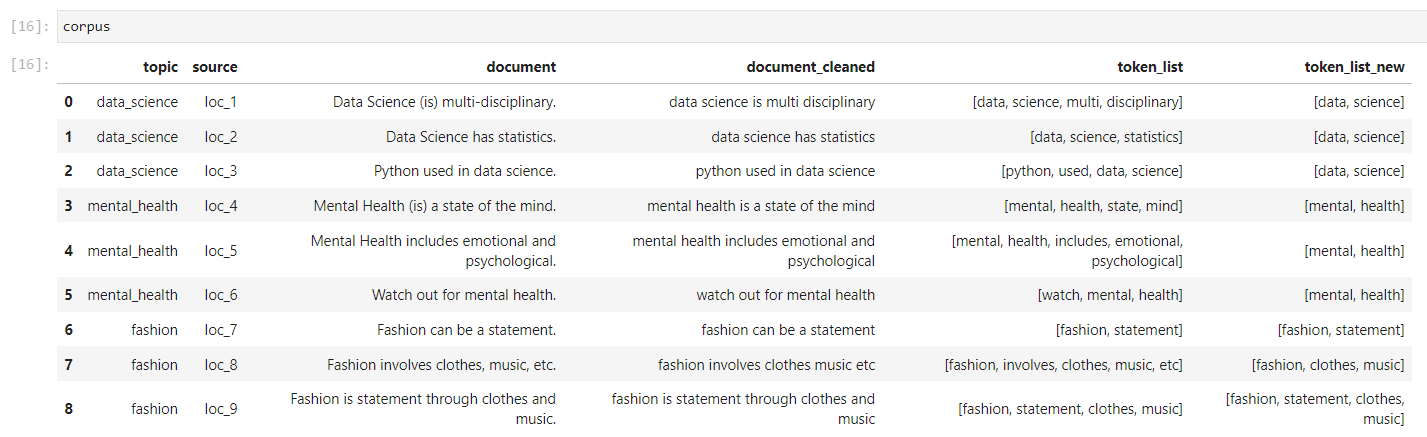 [16]: corpus
[16]:
topic source document document_cleaned token_list token_list_new
0 data_science loc_1 Data Science (is) multi-disciplinary. data science is multi disciplinary [data, science, multi, disciplinary] [data, science]
1 data_science loc_2 Data Science has statistics. data science has statistics [data, science, statistics] [data, science]
2 data_science loc_3 Python used in data science. python used in data science [python, used, data, science] [data, science]
3 mental_health loc_4 Mental Health (is) a state of the mind. mental health is a state of the mind [mental, health, state, mind] [mental, health]
4 mental_health loc_5 Mental Health includes emotional and mental health includes emotional and [mental, health, includes, emotional, [mental, health]
psychological. psychological psychological]
5 mental_health loc_6 Watch out for mental health. watch out for mental health [watch, mental, health] [mental, health]
6 fashion loc_7 Fashion can be a statement. fashion can be a statement [fashion, statement] [fashion, statement]
7 fashion loc_8 Fashion involves clothes, music, etc. fashion involves clothes music etc [fashion, involves, clothes, music, etc] [fashion, clothes, music]
8 fashion loc_9 Fashion is statement through clothes and fashion is statement through clothes and [fashion, statement, clothes, music] [fashion, statement, clothes,
music. music music]